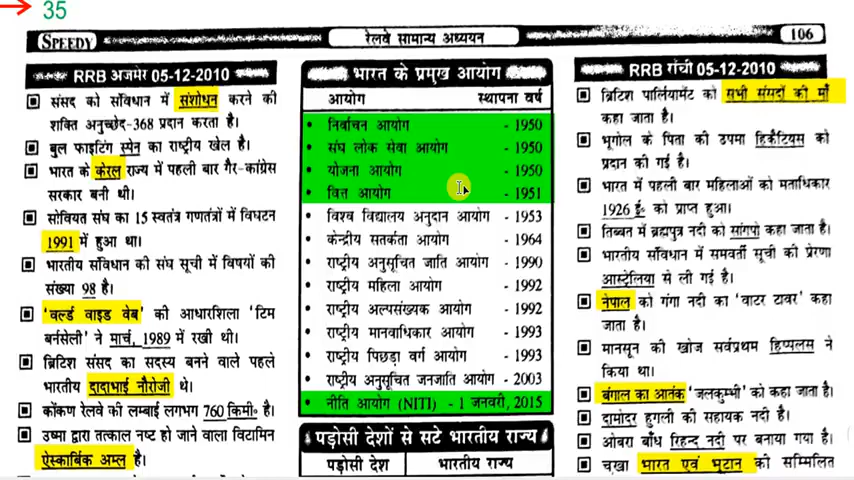 35
SPEEDY
रेलवे सामान्य अध्ययन
106
RRB अजमेर 05-12-2010
संसद को संविधान में संशोधन करने की
शक्ति अनुच्छेद-368 प्रदान करता है।
बुल फाइटिंग स्पेन का राष्ट्रीय खेल है।
भारत के केरल राज्य में पहली बार गैर-कांग्रेस
सरकार बनी थी।
सोवियत संघ का 15 स्वतंत्र गणतंत्रों में विघटन
1991 में हुआ था।
भारतीय संविधान की संघ सूची में विषयों की
संख्या 98 है।
'वर्ल्ड वाइड वेब' की आधारशिला 'टिम
बर्नसेली' ने मार्च, 1989 में रखी थी।
ब्रिटिश संसद का सदस्य बनने वाले पहले
भारतीय दादाभाई नौरोजी थे।
कोंकण रेलवे की लम्बाई लगभग 760 किमी॰ है।
उष्मा द्वारा तत्काल नष्ट हो जाने वाला विटामिन
ऐस्कार्बिक अम्ल है।
भारत के प्रमुख आयोग
आयोग स्थापना वर्ष
• निर्वाचन आयोग - 1950
• संघ लोक सेवा आयोग - 1950
• योजना आयोग - 1950
• वित्त आयोग - 1951
• विश्व विद्यालय अनुदान आयोग - 1953
• केन्द्रीय सतर्कता आयोग - 1964
• राष्ट्रीय अनुसूचित जाति आयोग - 1990
• राष्ट्रीय महिला आयोग - 1992
• राष्ट्रीय अल्पसंख्यक आयोग - 1992
• राष्ट्रीय मानवाधिकार आयोग - 1993
• राष्ट्रीय पिछड़ा वर्ग आयोग - 1993
• राष्ट्रीय अनुसूचित जनजाति आयोग - 2003
• नीति आयोग (NITI) - 1 जनवरी, 2015
पड़ोसी देशों से सटे भारतीय राज्य
पड़ोसी देश भारतीय राज्य
RRB रांची 05-12-2010
ब्रिटिश पार्लियामेंट को सभी संसदों की माँ
कहा जाता है।
भूगोल के पिता की उपमा हिकैटियस को
प्रदान की गई है।
भारत में पहली बार महिलाओं को मताधिकार
1926 ई॰ को प्राप्त हुआ।
तिब्बत में ब्रह्मपुत्र नदी को सांगपो कहा जाता है।
भारतीय संविधान में समवर्ती सूची की प्रेरणा
आस्ट्रेलिया से ली गई है।
नेपाल को गंगा नदी का 'वाटर टावर' कहा
जाता है।
मानसून की खोज सर्वप्रथम हिप्पलस ने
किया था।
बंगाल का आतंक 'जलकुम्भी' को कहा जाता है।
दामोदर हुगली की सहायक नदी है।
ओबरा बाँध रिहन्द नदी पर बनाया गया है।
चूखा भारत एवं भूटान की सम्मिलित